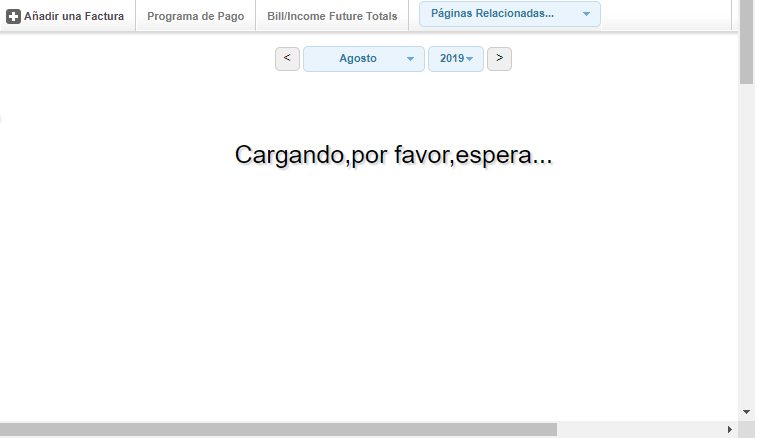 Añadir una Factura
Programa de Pago
Bill/Income Future Totals
Páginas Relacionadas...
<
Agosto
2019
>
Cargando,por favor,espera...